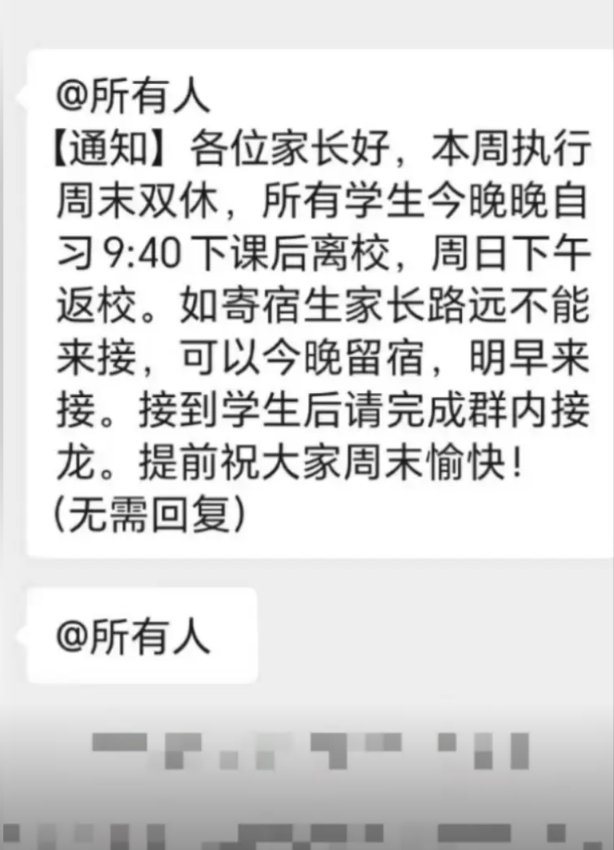 @所有人
【通知】各位家长好，本周执行
周末双休，所有学生今晚晚自
习9:40下课后离校，周日下午
返校。如寄宿生家长路远不能
来接，可以今晚留宿，明早来
接。接到学生后请完成群内接
龙。提前祝大家周末愉快！
（无需回复）
@所有人